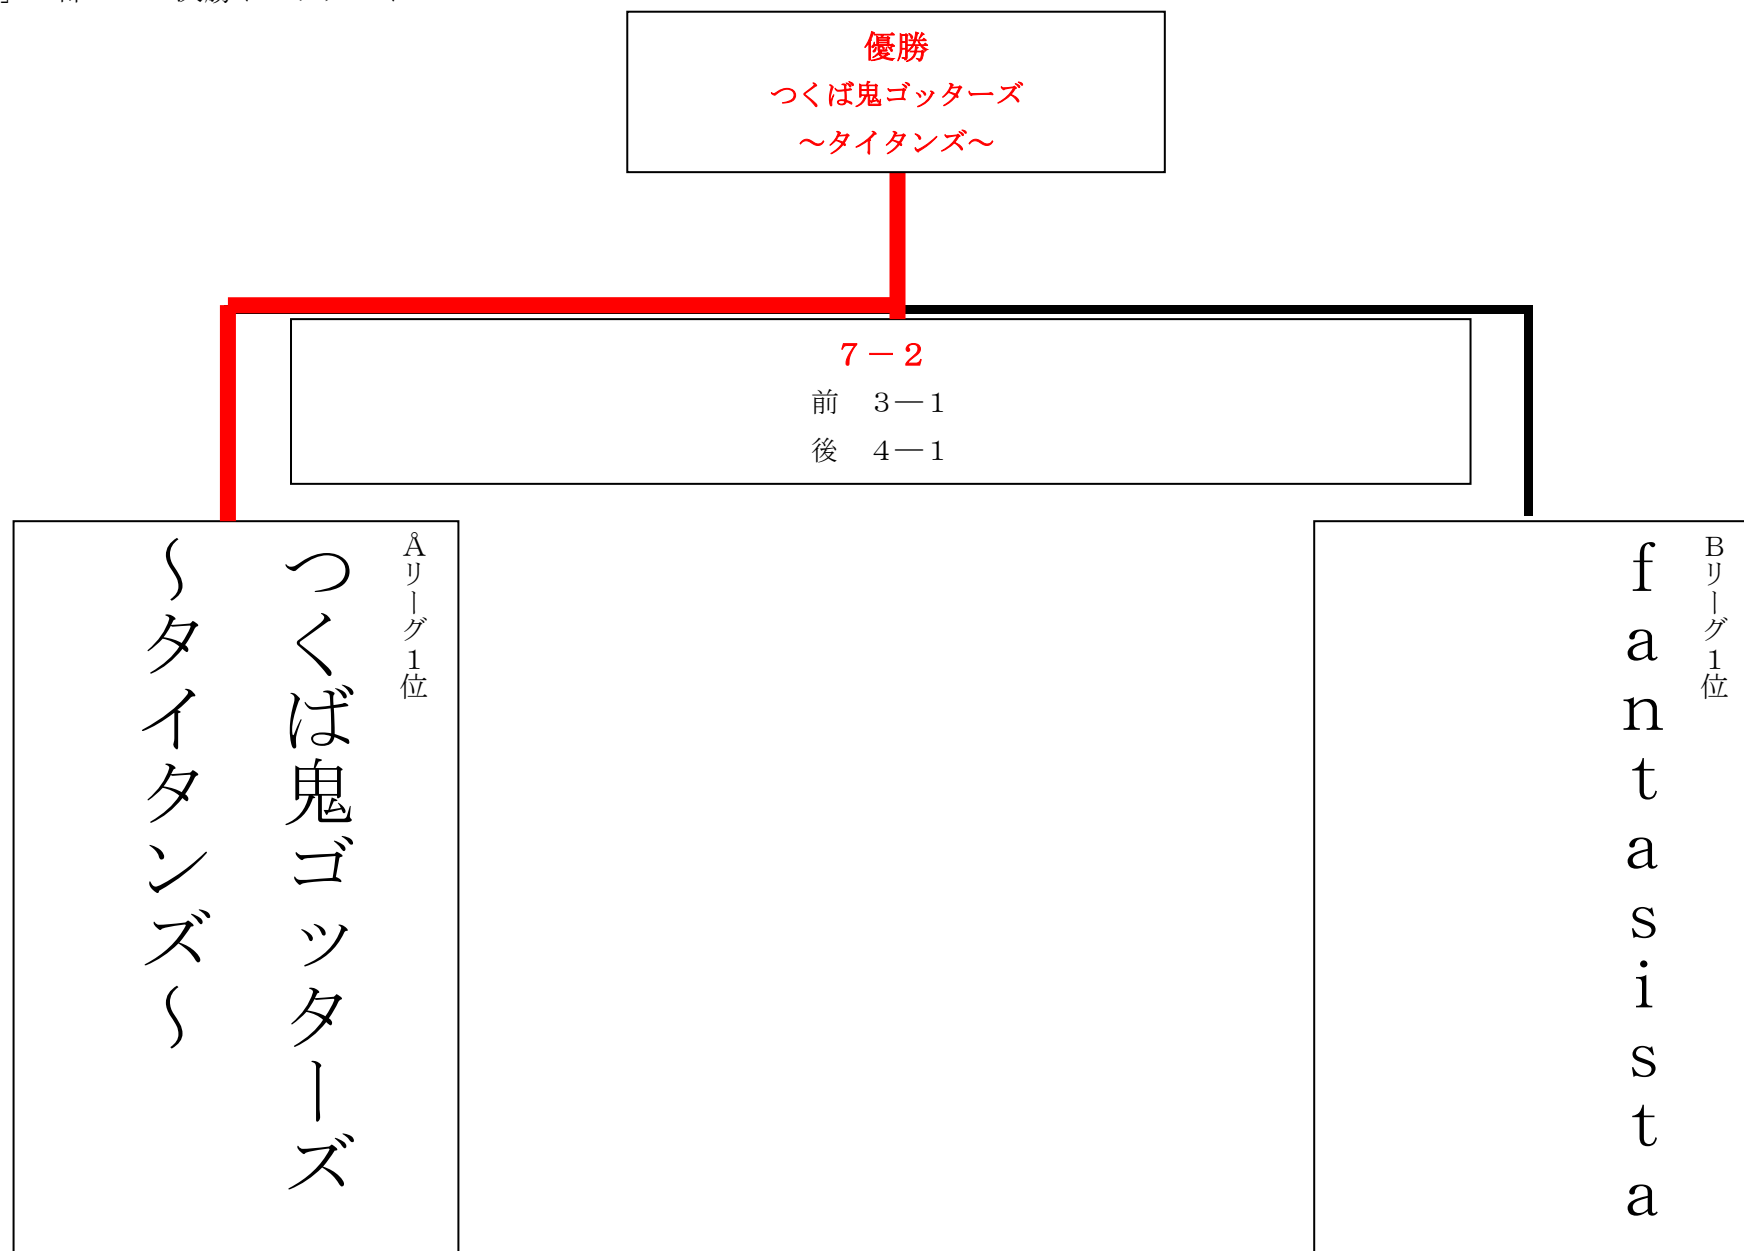 優勝
つくば鬼ゴッターズ
～タイタンズ～
７－２
前　３―１
後　４―１
Åリーグ１位
つくば鬼ゴッターズ
～タイタンズ～
Ｂリーグ１位
ｆａｎｔａｓｉｓｔａ